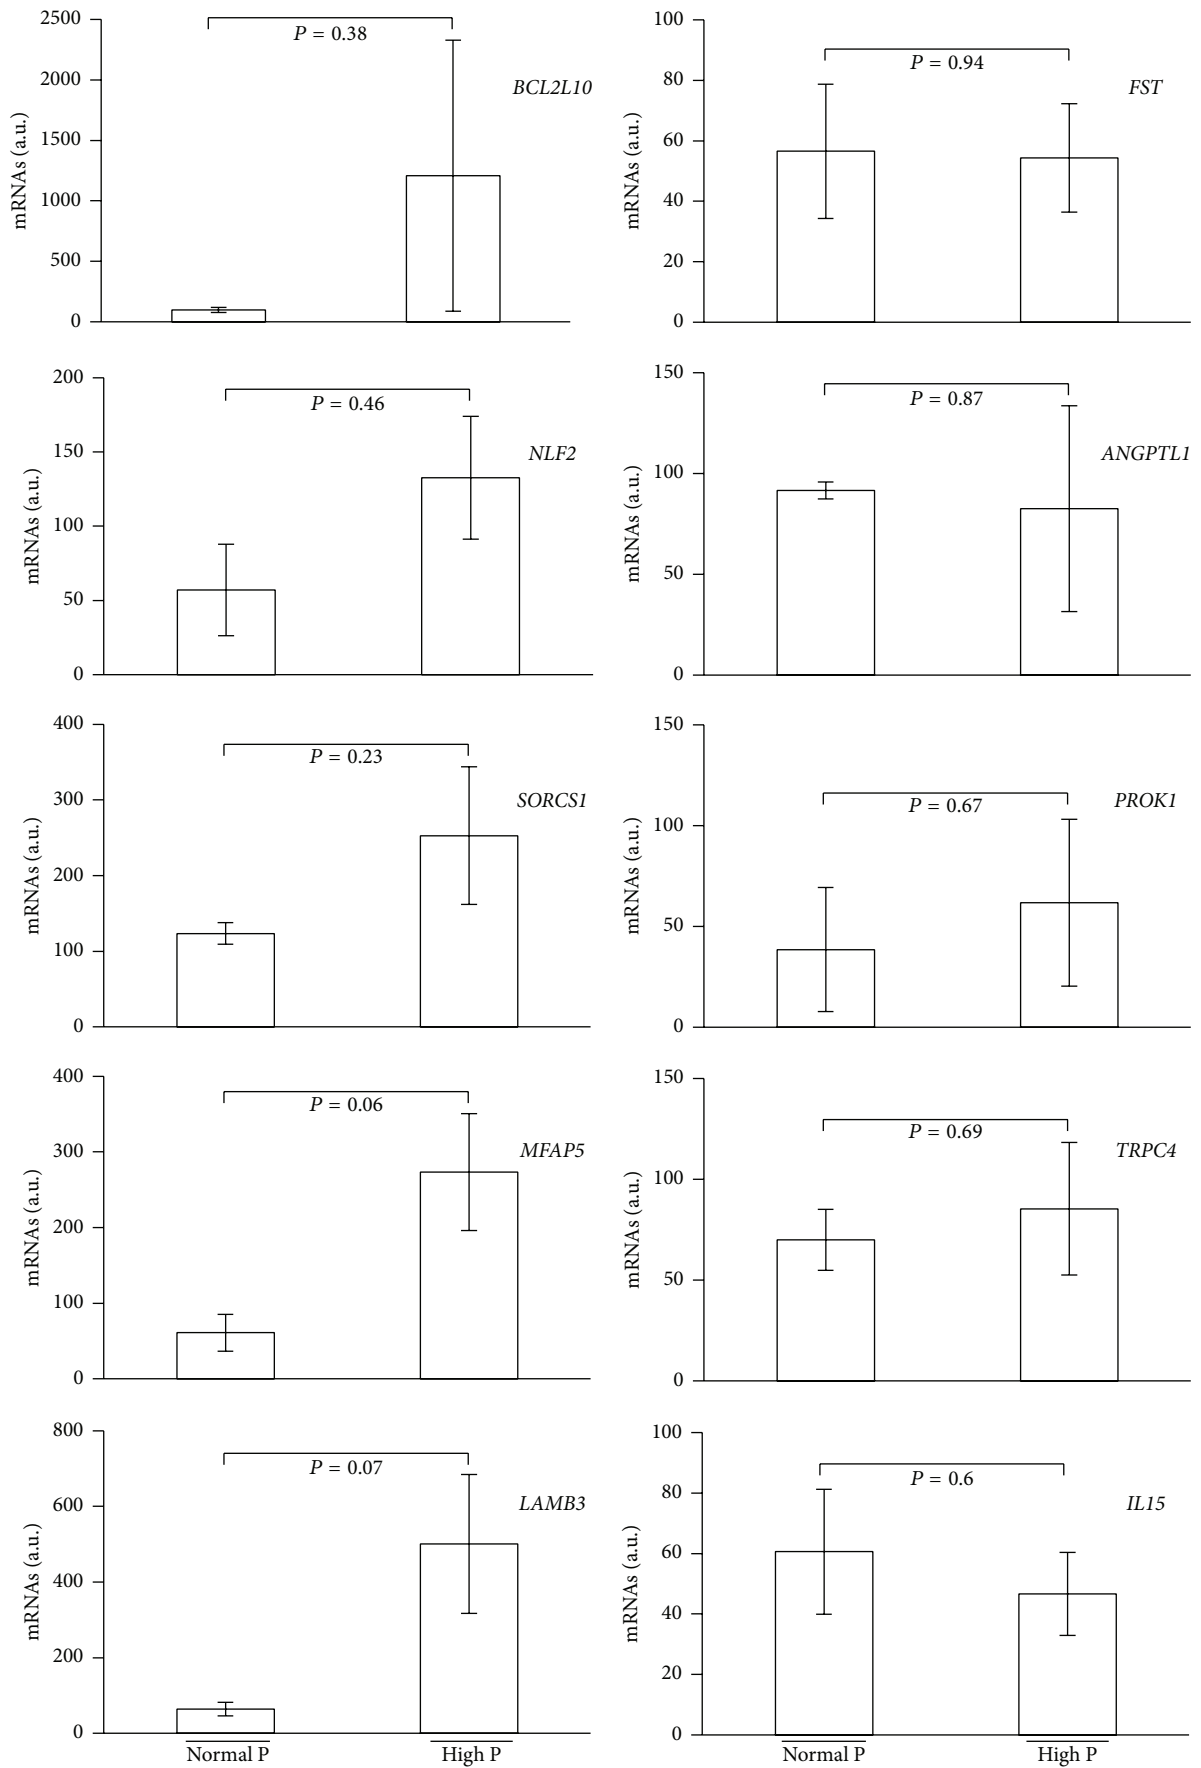 2500
2000
1500
1000
500
0
mRNAs (a.u.)
P = 0.38
BCL2L10
100
80
60
40
20
0
mRNAs (a.u.)
P = 0.94
FST
200
150
100
50
0
mRNAs (a.u.)
P = 0.46
NLF2
150
100
50
0
mRNAs (a.u.)
P = 0.87
ANGPTL1
400
300
200
100
0
mRNAs (a.u.)
P = 0.23
SORCS1
150
100
50
0
mRNAs (a.u.)
P = 0.67
PROK1
400
300
200
100
0
mRNAs (a.u.)
P = 0.06
MFAP5
150
100
50
0
mRNAs (a.u.)
P = 0.69
TRPC4
800
600
400
200
0
mRNAs (a.u.)
P = 0.07
LAMB3
Normal P
High P
100
80
60
40
20
0
mRNAs (a.u.)
P = 0.6
IL15
Normal P
High P